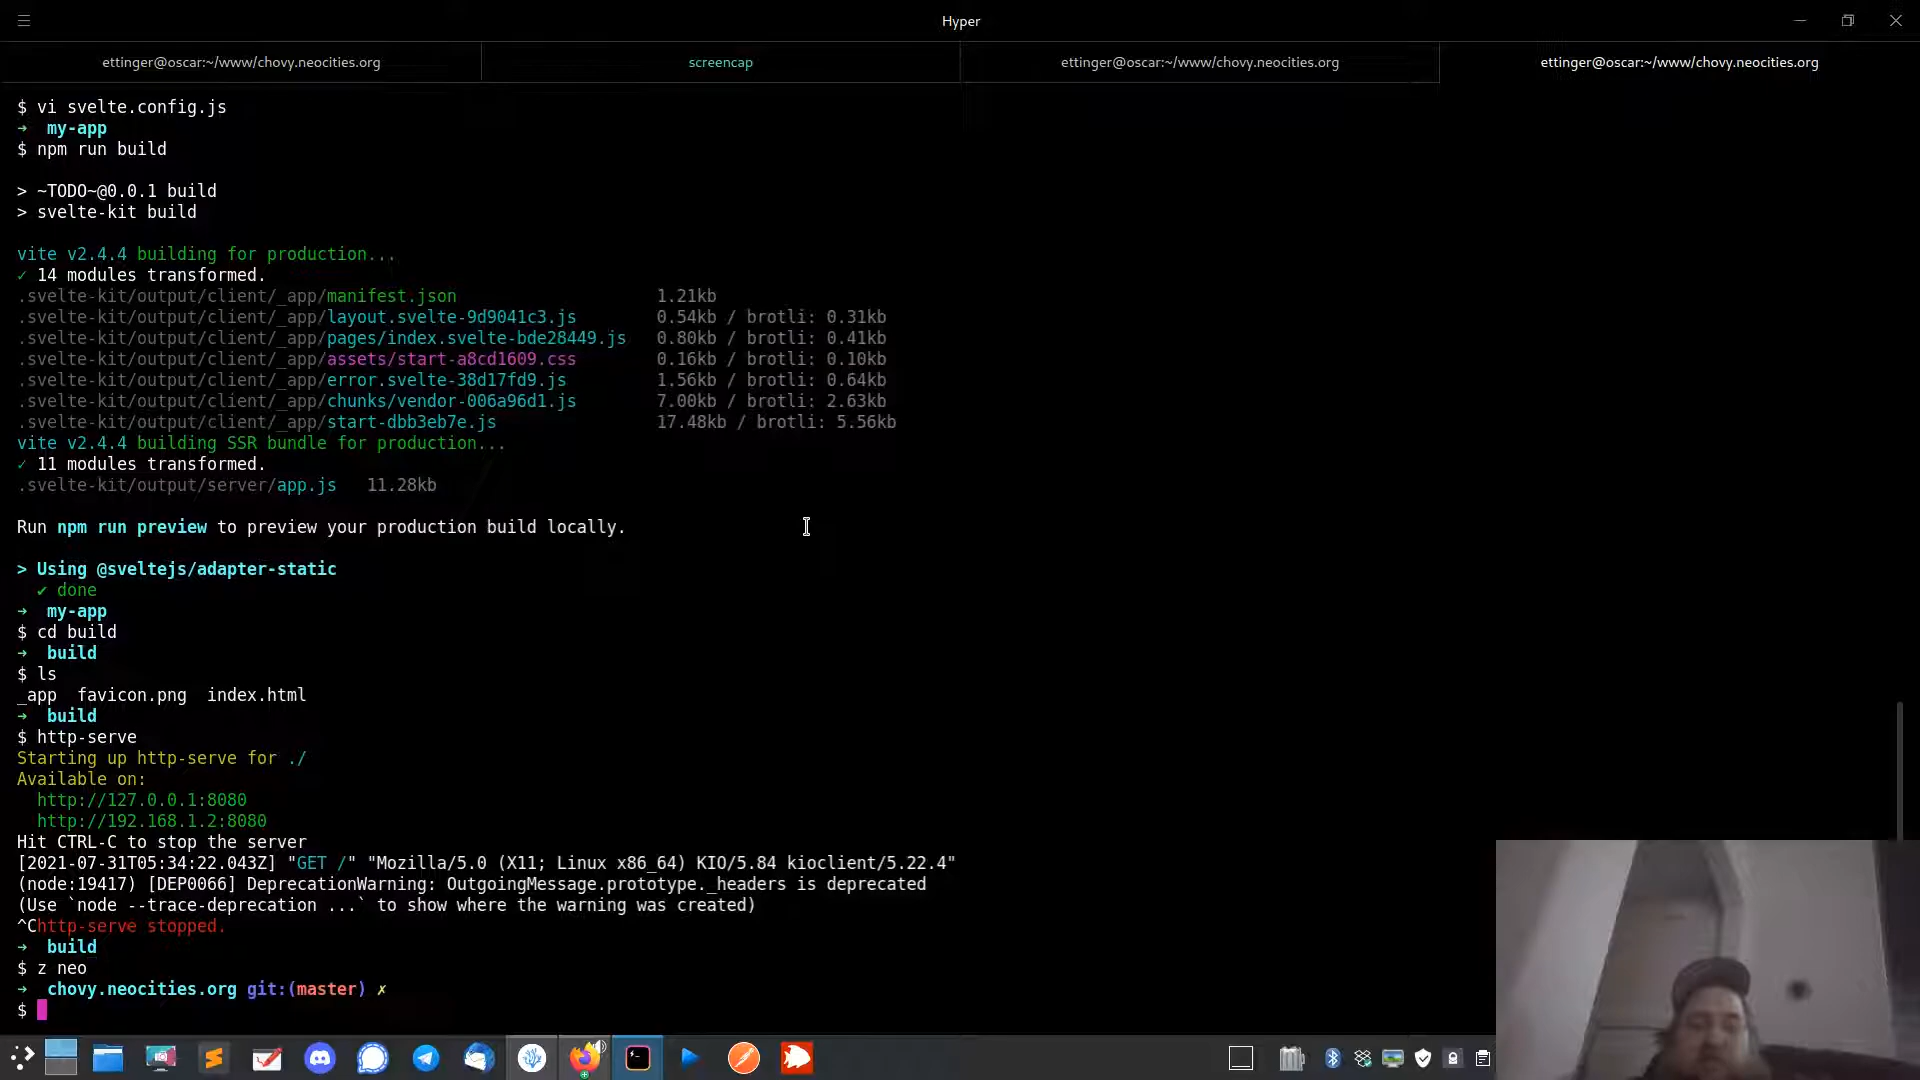 Hyper
ettinger@oscar:~/www/chovy.neocities.org
screencap
ettinger@oscar:~/www/chovy.neocities.org
ettinger@oscar:~/www/chovy.neocities.org
$ vi svelte.config.js
→ my-app
$ npm run build
> ~TODO~@0.0.1 build
> svelte-kit build
vite v2.4.4 building for production...
✓ 14 modules transformed.
.svelte-kit/output/client/_app/manifest.json 1.21kb
.svelte-kit/output/client/_app/layout.svelte-9d9041c3.js 0.54kb / brotli: 0.31kb
.svelte-kit/output/client/_app/pages/index.svelte-bde28449.js 0.80kb / brotli: 0.41kb
.svelte-kit/output/client/_app/assets/start-a8cd1609.css 0.16kb / brotli: 0.10kb
.svelte-kit/output/client/_app/error.svelte-38d17fd9.js 1.56kb / brotli: 0.64kb
.svelte-kit/output/client/_app/chunks/vendor-006a96d1.js 7.00kb / brotli: 2.63kb
.svelte-kit/output/client/_app/start-dbb3eb7e.js 17.48kb / brotli: 5.56kb
vite v2.4.4 building SSR bundle for production...
✓ 11 modules transformed.
.svelte-kit/output/server/app.js 11.28kb
Run npm run preview to preview your production build locally.
> Using @sveltejs/adapter-static
✔ done
→ my-app
$ cd build
→ build
$ ls
_app favicon.png index.html
→ build
$ http-serve
Starting up http-serve for ./
Available on:
http://127.0.0.1:8080
http://192.168.1.2:8080
Hit CTRL-C to stop the server
[2021-07-31T05:34:22.043Z] "GET /" "Mozilla/5.0 (X11; Linux x86_64) KIO/5.84 kioclient/5.22.4"
(node:19417) [DEP0066] DeprecationWarning: OutgoingMessage.prototype._headers is deprecated
(Use `node --trace-deprecation ...` to show where the warning was created)
^Chttp-serve stopped.
→ build
$ z neo
→ chovy.neocities.org git:(master) ✗
$